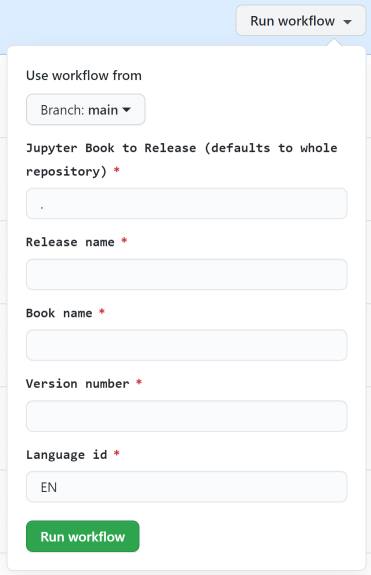 Run workflow
Use workflow from
Branch: main
Jupyter Book to Release (defaults to whole
repository) *
.
Release name *
Book name *
Version number *
Language id *
EN
Run workflow